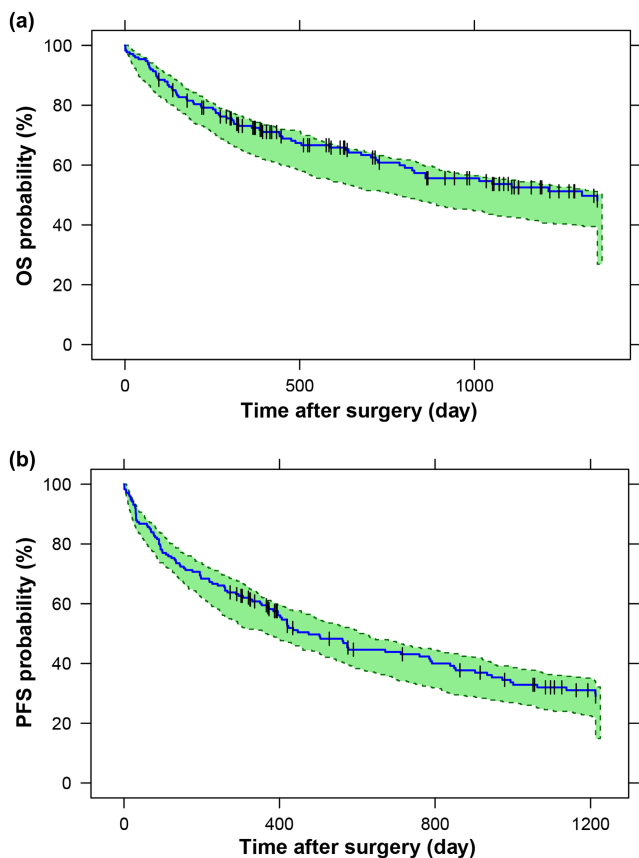 (a)
OS probability (%)
100
80
60
40
20
0
0 500 1000
Time after surgery (day)
(b)
PFS probability (%)
100
80
60
40
20
0
0 400 800 1200
Time after surgery (day)